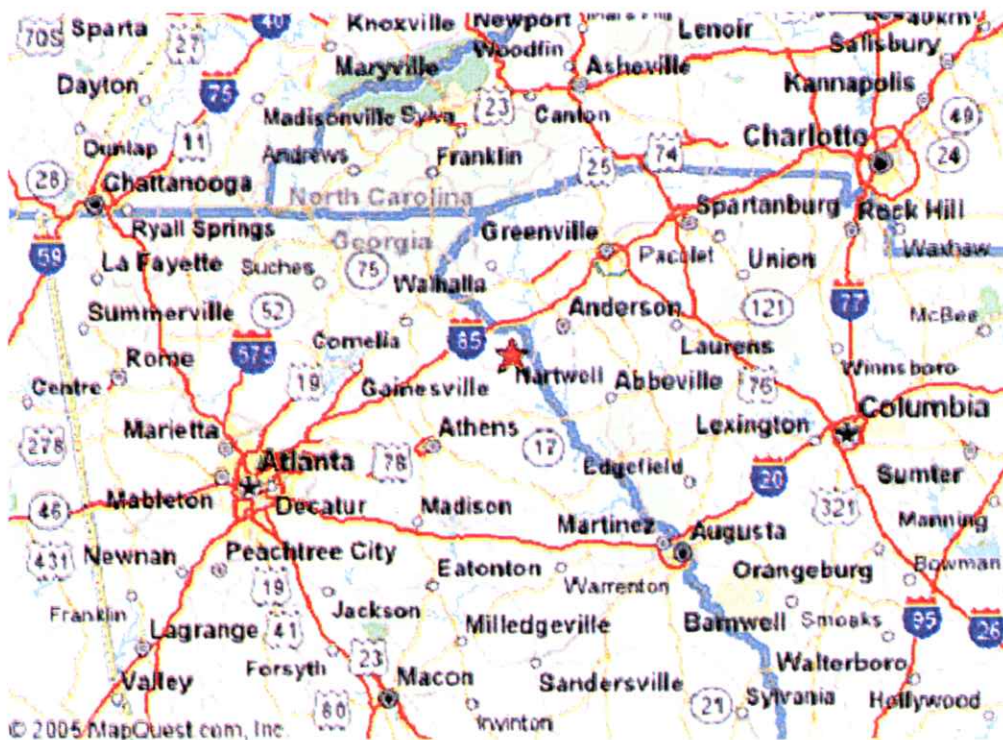 40
Knoxville
Newport
Lenoir
17
40km
70S
Sparta
27
Woodfin
Salisbury
Maryville
Asheville
Kannapolis
Dayton
75
Madisonville
Sylva
23
Canton
49
Dunlap
11
Andrews
Franklin
25
74
Charlotte
24
28
Chattanooga
North Carolina
Spartanburg
Rock Hill
Ryall Springs
Georgia
Greenville
Pacolet
Waxhaw
59
La Fayette
Suches
75
Walhalla
Union
Summerville
52
Anderson
121
77
McBee
Rome
575
Cornelia
85
Laurens
Winnsboro
Centre
19
Gainesville
Hartwell
Abbeville
76
Columbia
278
Marietta
Athens
17
Lexington
Atlanta
78
Edgefield
20
Sumter
46
Mableton
Decatur
Madison
Martinez
Augusta
321
Manning
431
Newnan
Peachtree City
Eatonton
Warrenton
Orangeburg
Bowman
19
Franklin
Jackson
Milledgeville
Barnwell
Smoaks
95
26
Lagrange
41
Forsyth
23
Walterboro
Valley
Macon
Sandersville
Sylvania
Hollywood
80
Irwinton
21
© 2005 MapQuest.com, Inc.